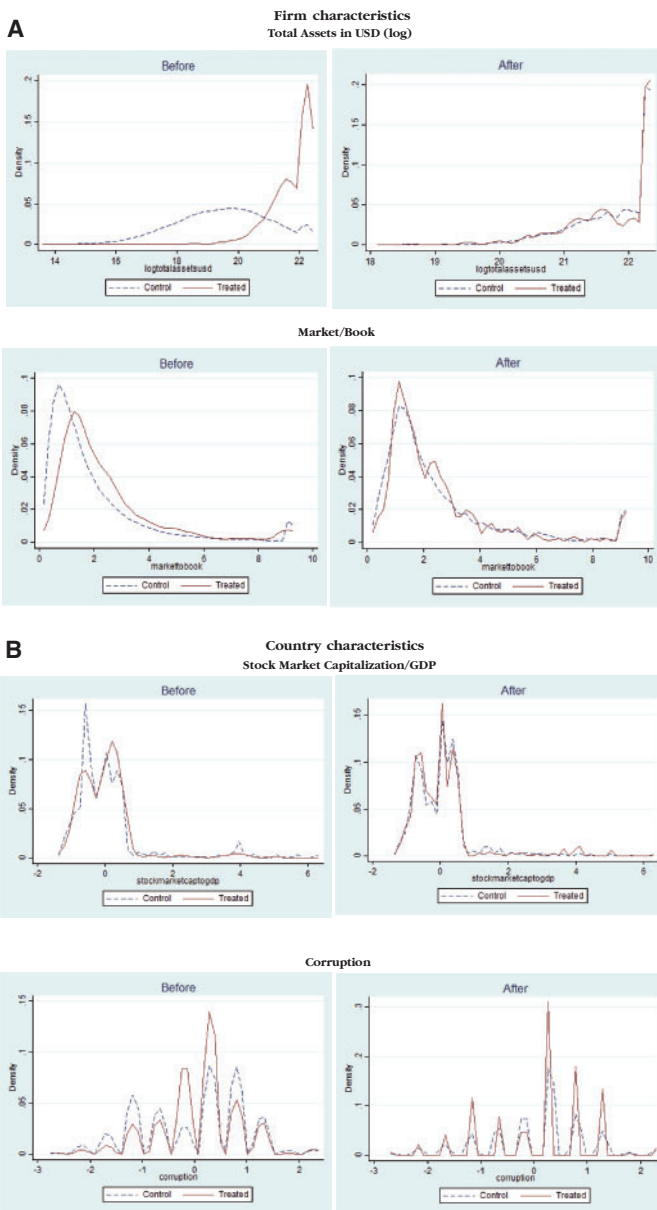 A
Firm characteristics
Total Assets in USD (log)
Before
Density
.2
.15
.1
.05
0
14 16 18 20 22
logtotalassetsusd
Control Treated
After
Density
.2
.15
.1
.05
0
18 19 20 21 22
logtotalassetsusd
Control Treated
Market/Book
Before
Density
.1
.08
.06
.04
.02
0
0 2 4 6 8 10
markettobook
Control Treated
After
Density
.1
.08
.06
.04
.02
0
0 2 4 6 8 10
markettobook
Control Treated
B
Country characteristics
Stock Market Capitalization/GDP
Before
Density
.15
.1
.05
0
-2 0 2 4 6
stockmarketcaptogdp
Control Treated
After
Density
.15
.1
.05
0
-2 0 2 4 6
stockmarketcaptogdp
Control Treated
Corruption
Before
Density
.15
.1
.05
0
-3 -2 -1 0 1 2
corruption
Control Treated
After
Density
.3
.2
.1
0
-3 -2 -1 0 1 2
corruption
Control Treated